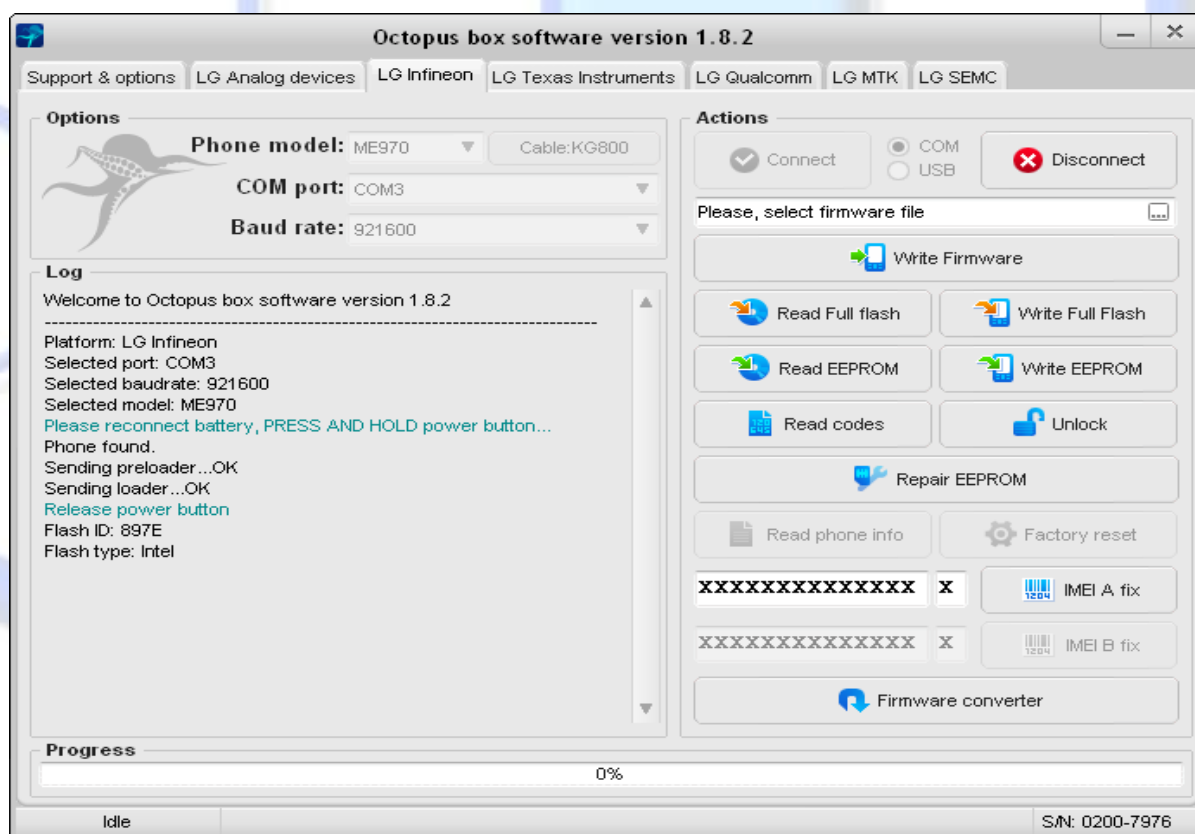 Octopus box software version 1.8.2
Support & options LG Analog devices LG Infineon LG Texas Instruments LG Qualcomm LG MTK LG SEMC
Options
Phone model: ME970 Cable:KG800
COM port: COM3
Baud rate: 921600
Log
Welcome to Octopus box software version 1.8.2
--------------------------------------------------------------------------------
Platform: LG Infineon
Selected port: COM3
Selected baudrate: 921600
Selected model: ME970
Please reconnect battery, PRESS AND HOLD power button...
Phone found.
Sending preloader...OK
Sending loader...OK
Release power button
Flash ID: 897E
Flash type: Intel
Actions
Connect COM USB Disconnect
Please, select firmware file ...
Write Firmware
Read Full flash Write Full Flash
Read EEPROM Write EEPROM
Read codes Unlock
Repair EEPROM
Read phone info Factory reset
XXXXXXXXXXXXXX X IMEI A fix
XXXXXXXXXXXXXX X IMEI B fix
Firmware converter
Progress
0%
Idle S/N: 0200-7976